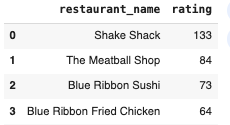 restaurant_name rating
0 Shake Shack 133
1 The Meatball Shop 84
2 Blue Ribbon Sushi 73
3 Blue Ribbon Fried Chicken 64